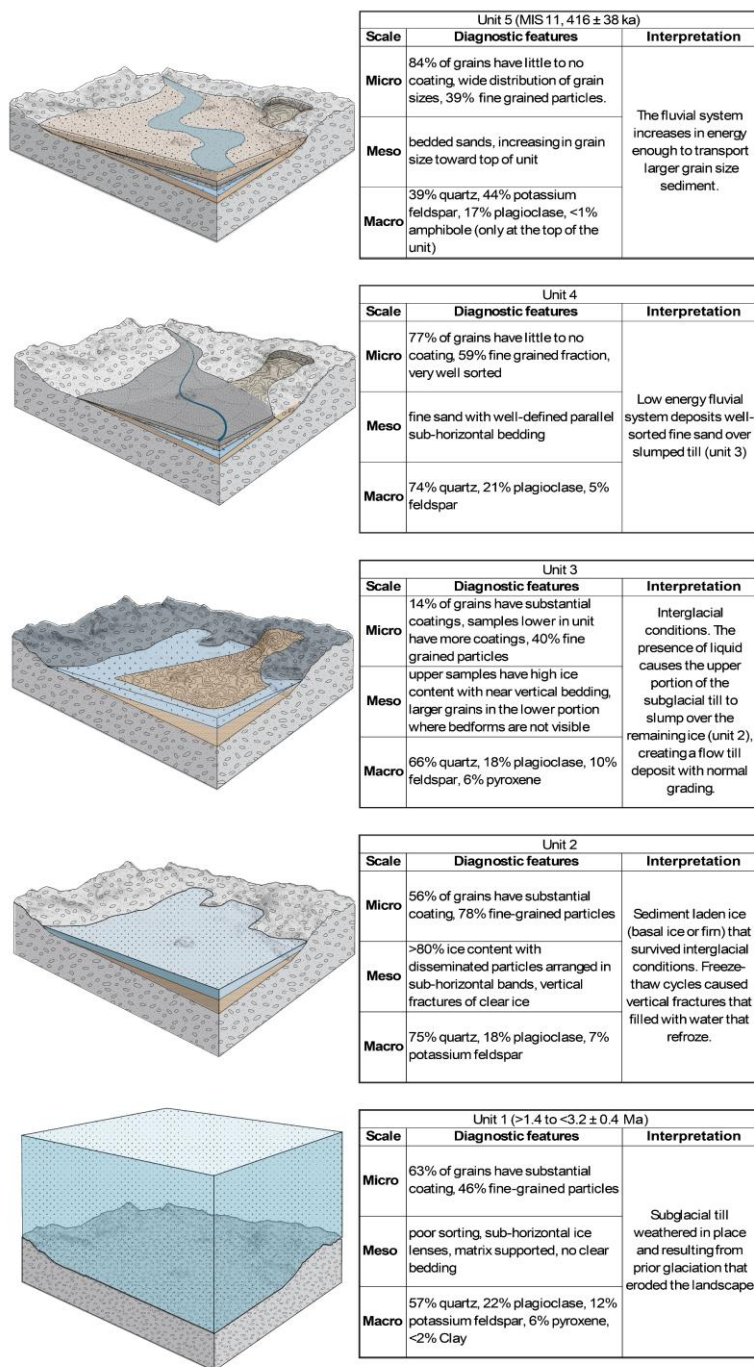 Unit 5 (MIS 11, 416 ± 38 ka)
Scale Diagnostic features Interpretation
Micro
84% of grains have little to no
coating, wide distribution of grain
sizes, 39% fine grained particles.
Meso
bedded sands, increasing in grain
size toward top of unit
Macro
39% quartz, 44% potassium
feldspar, 17% plagioclase, <1%
amphibole (only at the top of the
unit)
The fluvial system
increases in energy
enough to transport
larger grain size
sediment.
Unit 4
Scale Diagnostic features Interpretation
Micro
77% of grains have little to no
coating, 59% fine grained fraction,
very well sorted
Meso
fine sand with well-defined parallel
sub-horizontal bedding
Macro
74% quartz, 21% plagioclase, 5%
feldspar
Low energy fluvial
system deposits well-
sorted fine sand over
slumped till (unit 3)
Unit 3
Scale Diagnostic features Interpretation
Micro
14% of grains have substantial
coatings, samples lower in unit
have more coatings, 40% fine
grained particles
Meso
upper samples have high ice
content with near vertical bedding,
larger grains in the lower portion
where bedforms are not visible
Macro
66% quartz, 18% plagioclase, 10%
feldspar, 6% pyroxene
Interglacial
conditions. The
presence of liquid
causes the upper
portion of the
subglacial till to
slump over the
remaining ice (unit 2),
creating a flow till
deposit with normal
grading.
Unit 2
Scale Diagnostic features Interpretation
Micro
56% of grains have substantial
coating, 78% fine-grained particles
Meso
>80% ice content with
disseminated particles arranged in
sub-horizontal bands, vertical
fractures of clear ice
Macro
75% quartz, 18% plagioclase, 7%
potassium feldspar
Sediment laden ice
(basal ice or firn) that
survived interglacial
conditions. Freeze-
thaw cycles caused
vertical fractures that
filled with water that
refroze.
Unit 1 (>1.4 to <3.2 ± 0.4 Ma)
Scale Diagnostic features Interpretation
Micro
63% of grains have substantial
coating, 46% fine-grained particles
Meso
poor sorting, sub-horizontal ice
lenses, matrix supported, no clear
bedding
Macro
57% quartz, 22% plagioclase, 12%
potassium feldspar, 6% pyroxene,
<2% Clay
Subglacial till
weathered in place
and resulting from
prior glaciation that
eroded the landscape